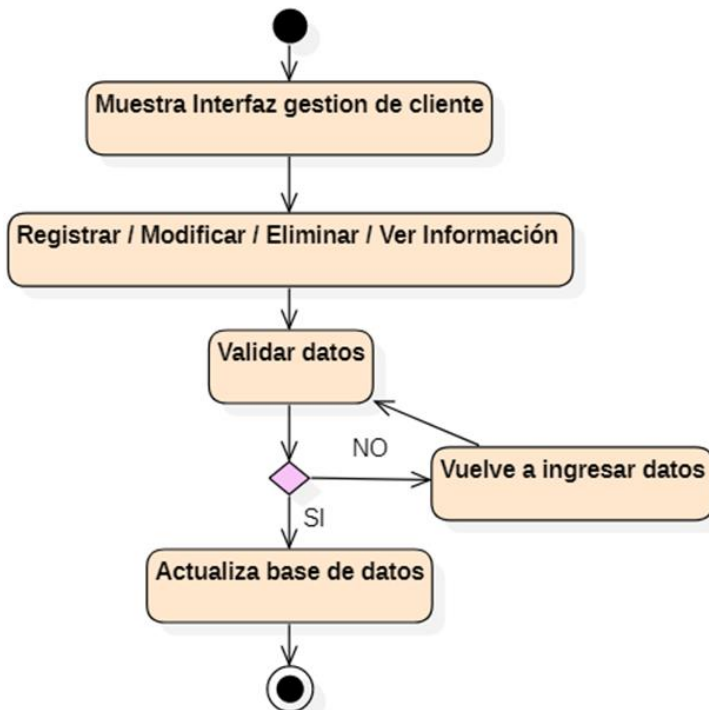 Muestra Interfaz gestion de cliente
Registrar / Modificar / Eliminar / Ver Información
Validar datos
NO
Vuelve a ingresar datos
SI
Actualiza base de datos